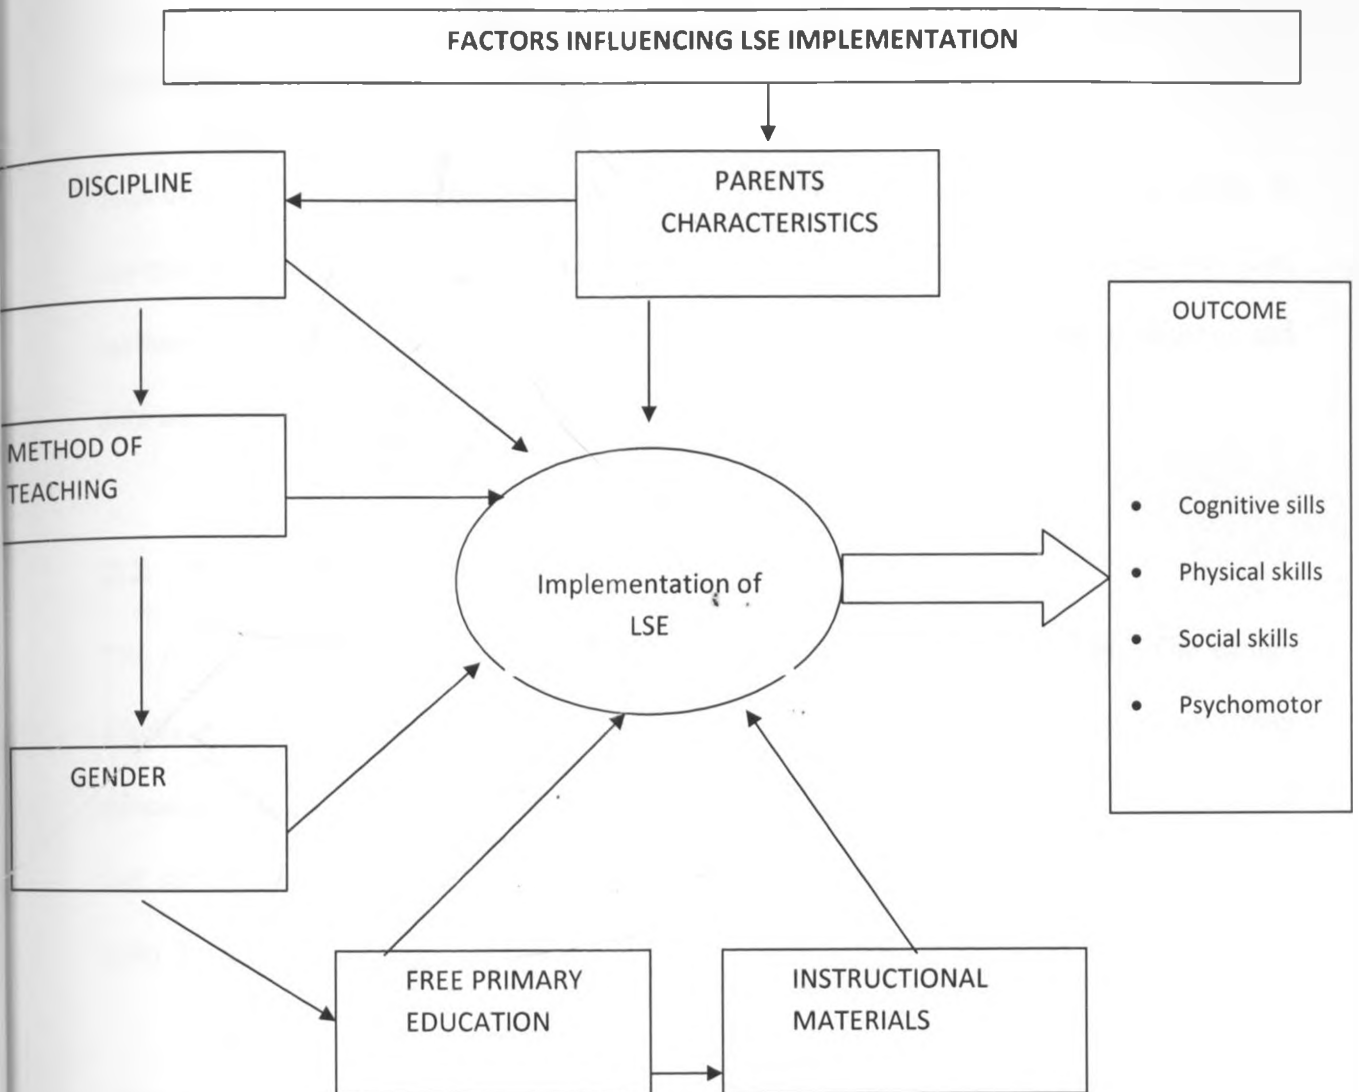 FACTORS INFLUENCING LSE IMPLEMENTATION
DISCIPLINE
PARENTS
CHARACTERISTICS
OUTCOME
METHOD OF
TEACHING
• Cognitive sills
• Physical skills
• Social skills
• Psychomotor
Implementation of
LSE
GENDER
FREE PRIMARY
EDUCATION
INSTRUCTIONAL
MATERIALS